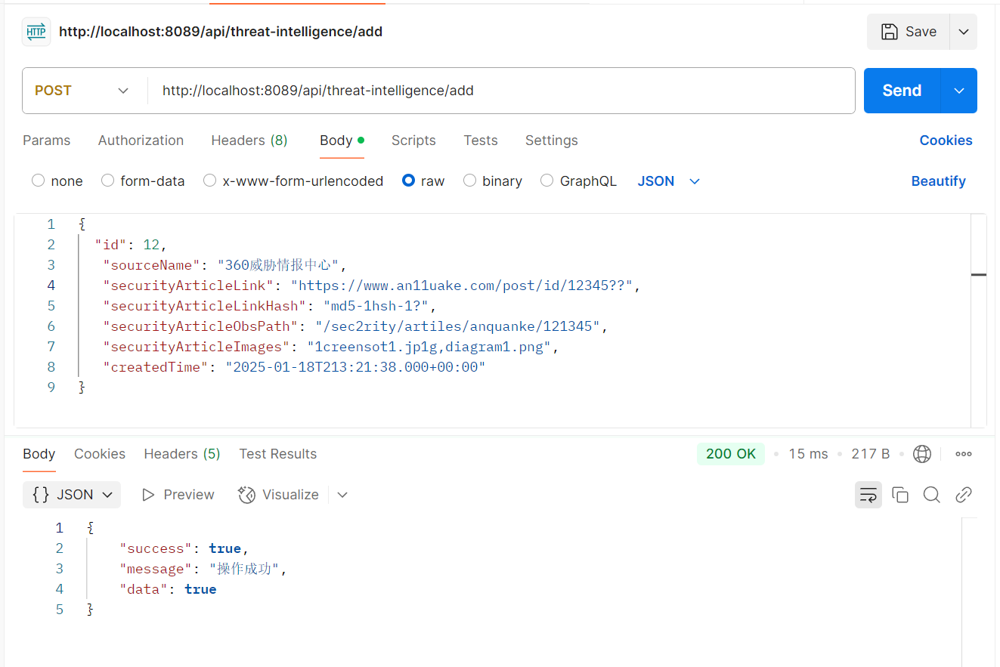 HTTP http://localhost:8089/api/threat-intelligence/add Save
POST http://localhost:8089/api/threat-intelligence/add Send
Params Authorization Headers (8) Body Scripts Tests Settings Cookies
none form-data x-www-form-urlencoded raw binary GraphQL JSON Beautify
1 {
2 "id": 12,
3 "sourceName": "360威胁情报中心",
4 "securityArticleLink": "https://www.an11uake.com/post/id/12345??",
5 "securityArticleLinkHash": "md5-1hsh-1?",
6 "securityArticleObsPath": "/sec2rity/artiles/anquanke/121345",
7 "securityArticleImages": "1creensot1.jp1g,diagram1.png",
8 "createdTime": "2025-01-18T213:21:38.000+00:00"
9 }
Body Cookies Headers (5) Test Results 200 OK 15 ms 217 B
{} JSON Preview Visualize
1 {
2 "success": true,
3 "message": "操作成功",
4 "data": true
5 }